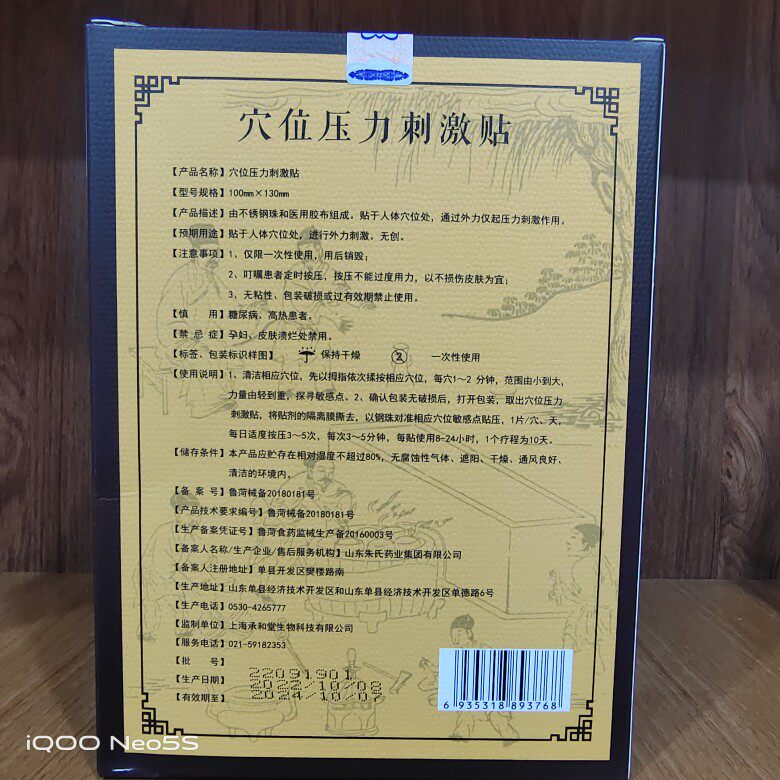 穴位压力刺激贴
【产品名称】穴位压力刺激贴
【型号规格】100mm×130mm
【产品描述】由不锈钢珠和医用胶布组成。贴于人体穴位处，通过外力仅起压力刺激作用。
【预期用途】贴于人体穴位处，进行外力刺激。无创。
【注意事项】1、仅限一次性使用，用后销毁；
2、叮嘱患者定时按压，按压不能过度用力，以不损伤皮肤为宜；
3、无粘性、包装破损或过有效期禁止使用。
【慎 用】糖尿病、高热患者。
【禁 忌 症】孕妇、皮肤溃烂处禁用。
【标签、包装标识样图】 保持干燥 2 一次性使用
【使用说明】1、清洁相应穴位，先以拇指依次揉按相应穴位，每穴1～2 分钟，范围由小到大，
力量由轻到重，探寻敏感点。2、确认包装无破损后，打开包装，取出穴位压力
刺激贴，将贴剂的隔离膜撕去，以钢珠对准相应穴位敏感点贴压，1片/穴、天，
每日适度按压3～5次，每次3～5分钟，每贴使用8-24小时，1个疗程为10天。
【储存条件】本产品应贮存在相对湿度不超过80%，无腐蚀性气体、遮阳、干燥、通风良好、
清洁的环境内。
【备 案 号】鲁菏械备20180181号
【产品技术要求编号】鲁菏械备20180181号
【生产备案凭证号】鲁菏食药监械生产备20160003号
【备案人名称/生产企业/售后服务机构】山东朱氏药业集团有限公司
【备案人注册地址】单县开发区樊楼路南
【生产地址】山东单县经济技术开发区和山东单县经济技术开发区单德路6号
【生产电话】0530-4265777
【监制单位】上海承和堂生物科技有限公司
【服务电话】021-59182353
【批 号】 22091901
【生产日期】 2022/10/08
【有效期至】 2024/10/07
6 935318 893768
iQOO Neo5S